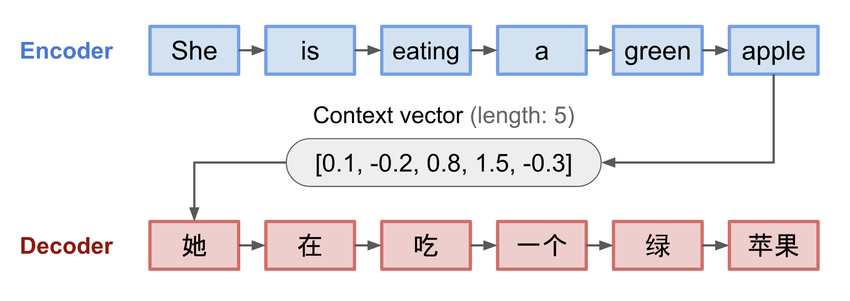 Encoder She is eating a green apple
Context vector (length: 5)
[0.1, -0.2, 0.8, 1.5, -0.3]
Decoder 她 在 吃 一个 绿 苹果